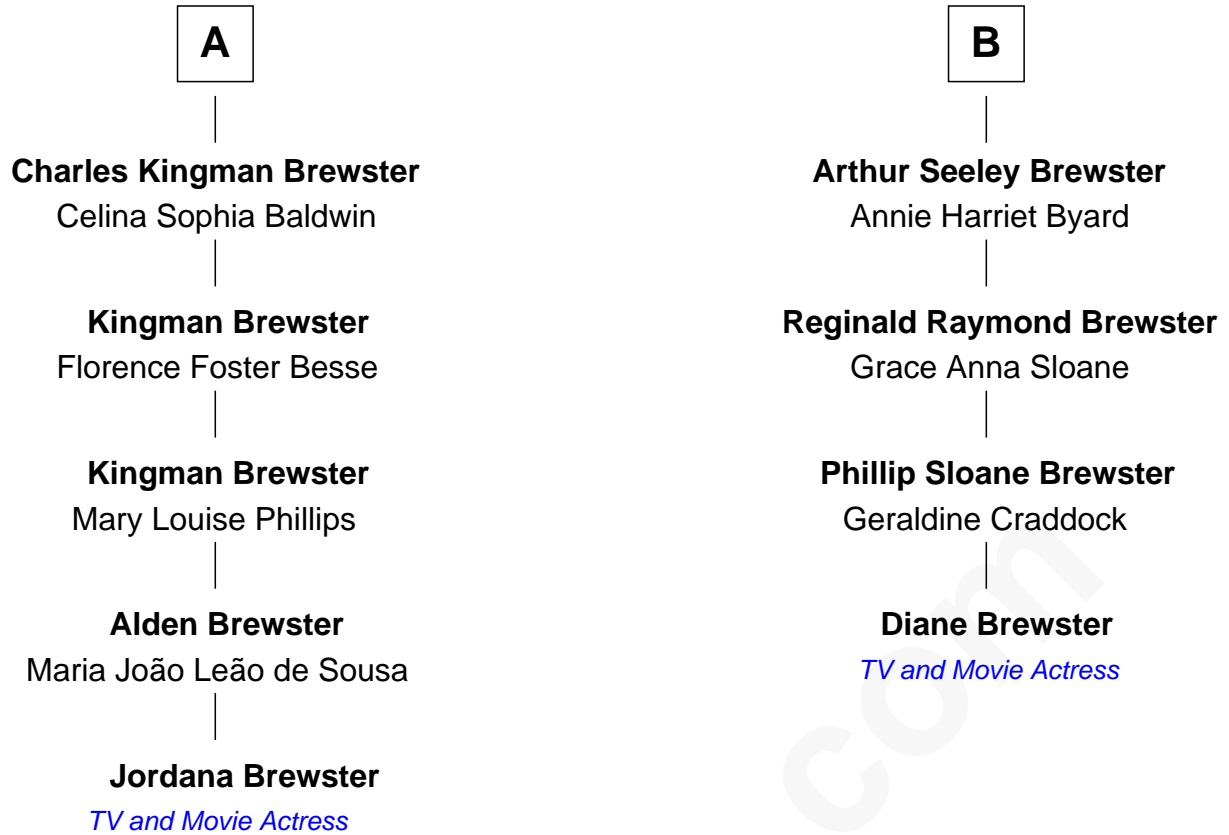 A
Charles Kingman Brewster
Celina Sophia Baldwin
Kingman Brewster
Florence Foster Besse
Kingman Brewster
Mary Louise Phillips
Alden Brewster
Maria João Leão de Sousa
Jordana Brewster
TV and Movie Actress
B
Arthur Seeley Brewster
Annie Harriet Byard
Reginald Raymond Brewster
Grace Anna Sloane
Phillip Sloane Brewster
Geraldine Craddock
Diane Brewster
TV and Movie Actress
com